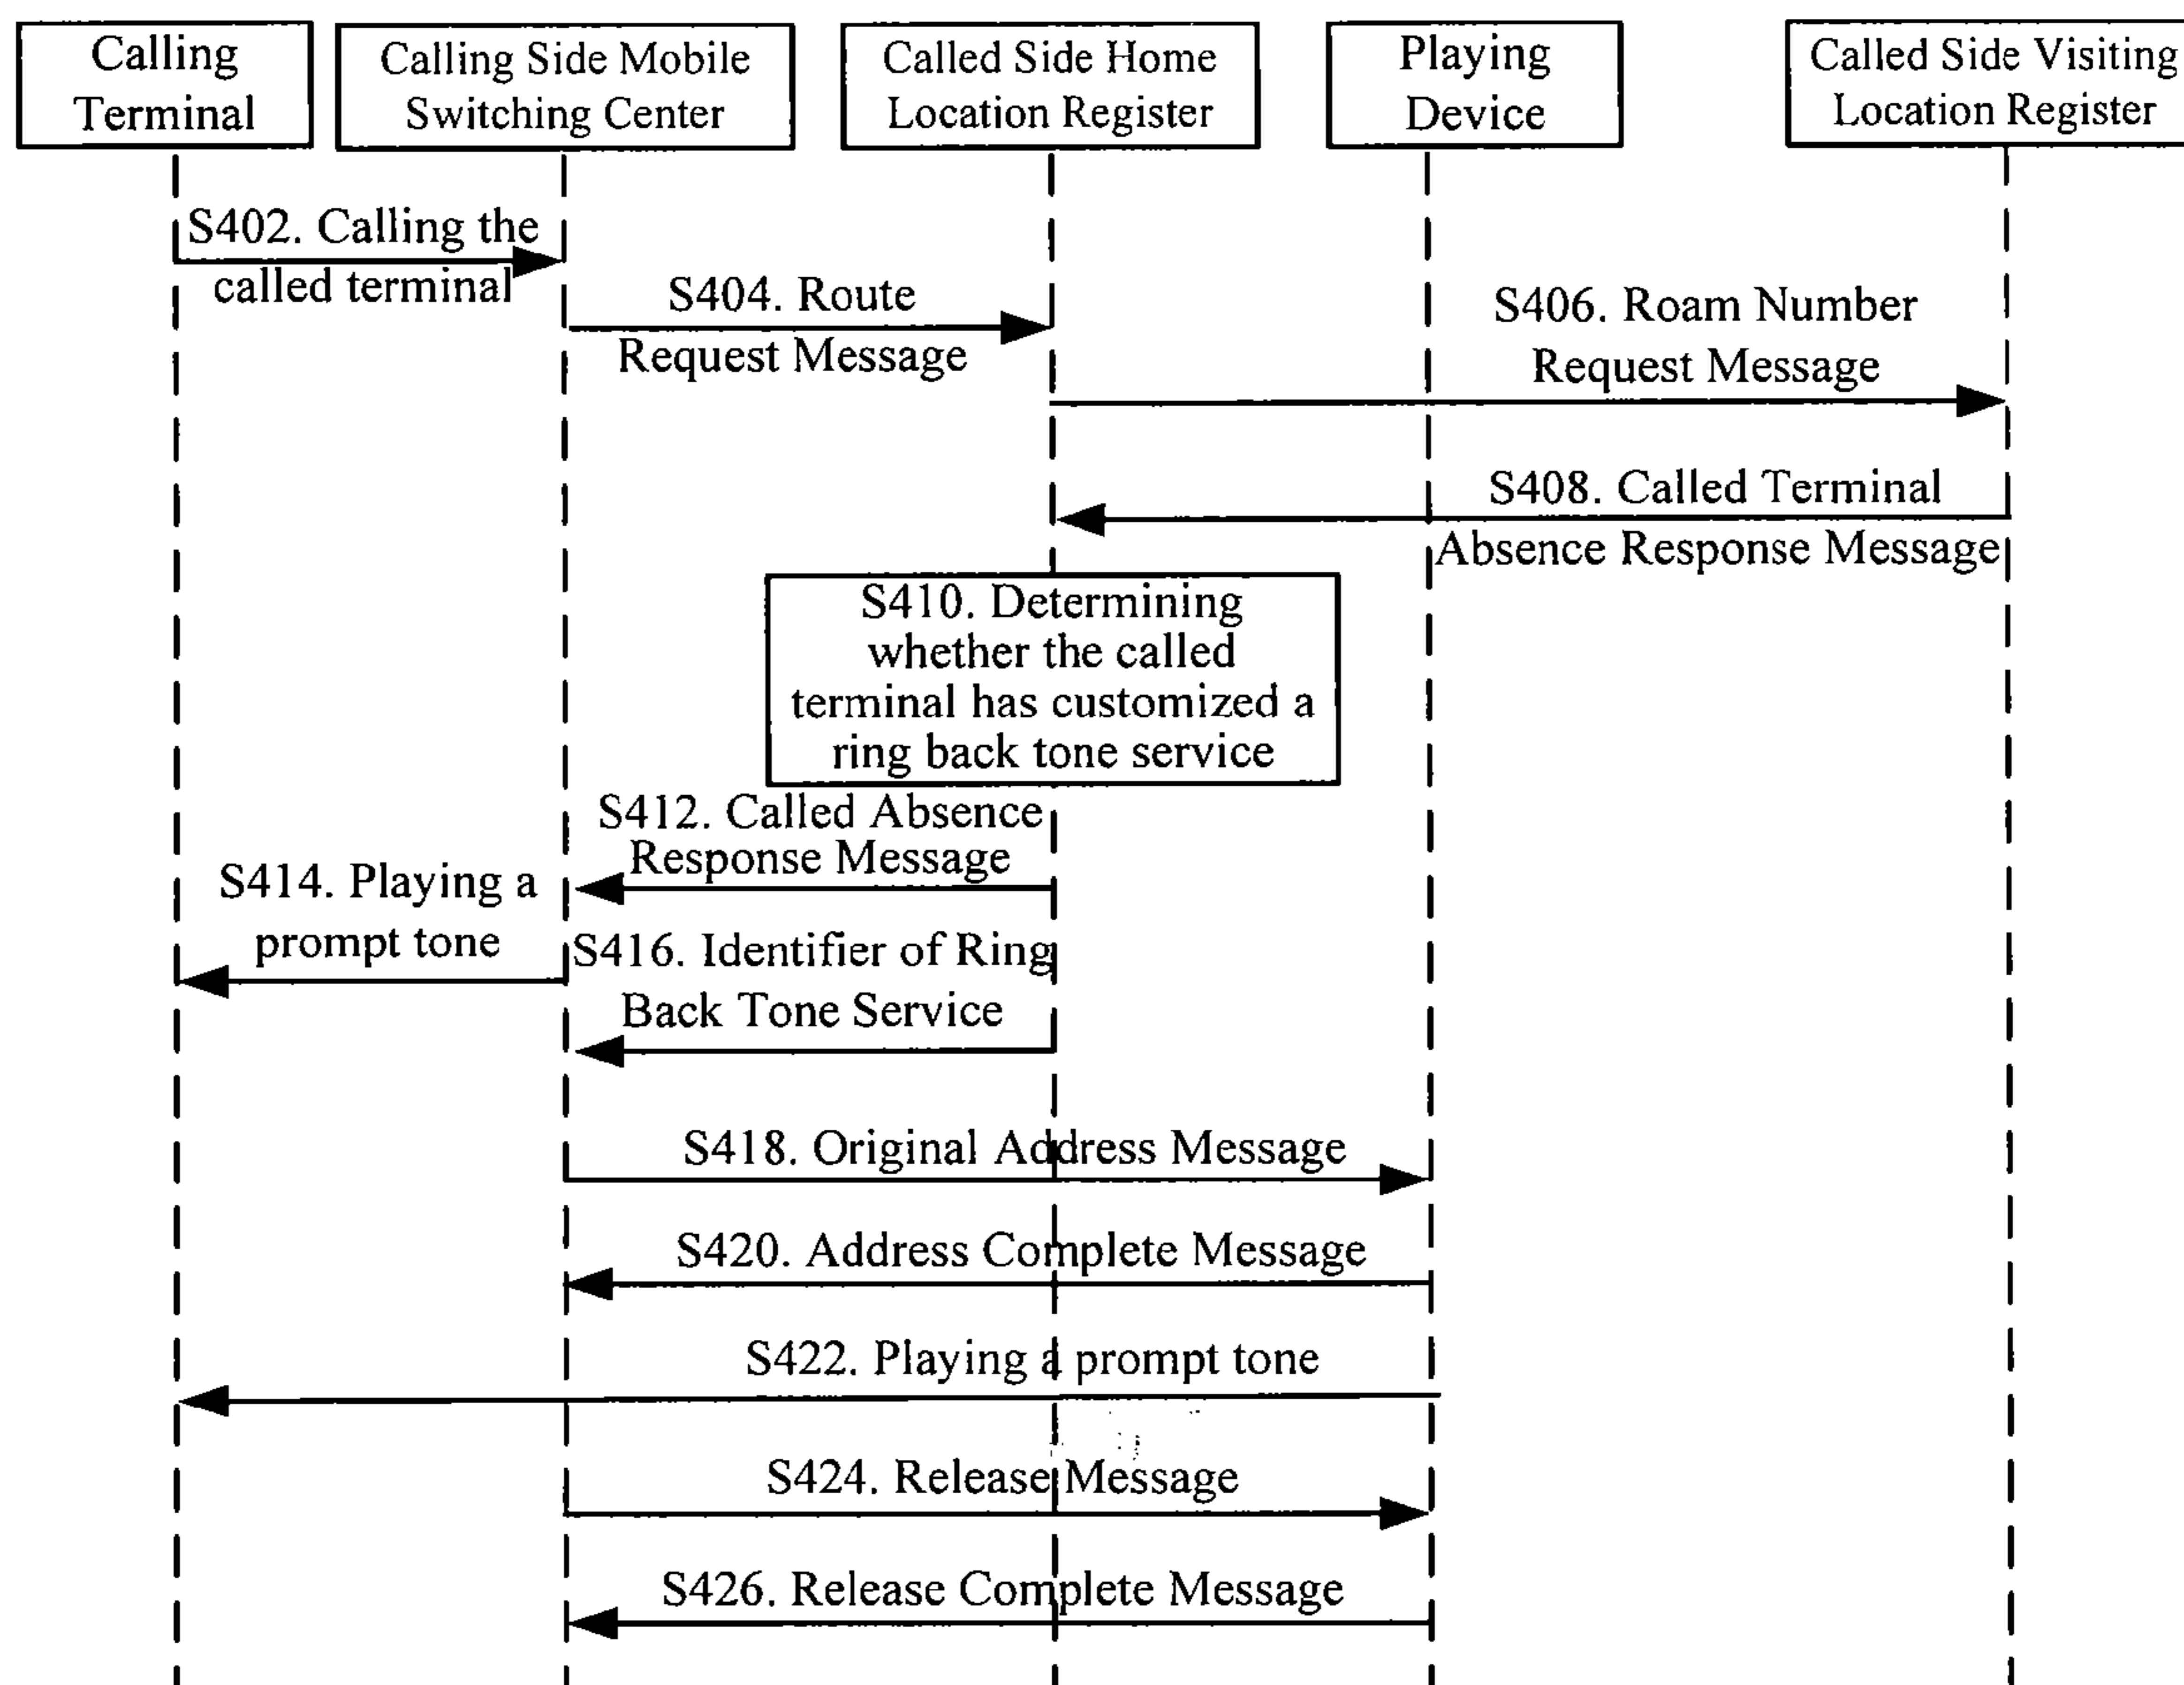 Calling
Terminal
Calling Side Mobile
Switching Center
Called Side Home
Location Register
Playing
Device
Called Side Visiting
Location Register
S402. Calling the
called terminal
S404. Route
Request Message
S406. Roam Number
Request Message
S408. Called Terminal
Absence Response Message
S410. Determining
whether the called
terminal has customized a
ring back tone service
S412. Called Absence
Response Message
S414. Playing a
prompt tone
S416. Identifier of Ring
Back Tone Service
S418. Original Address Message
S420. Address Complete Message
S422. Playing a prompt tone
S424. Release Message
S426. Release Complete Message